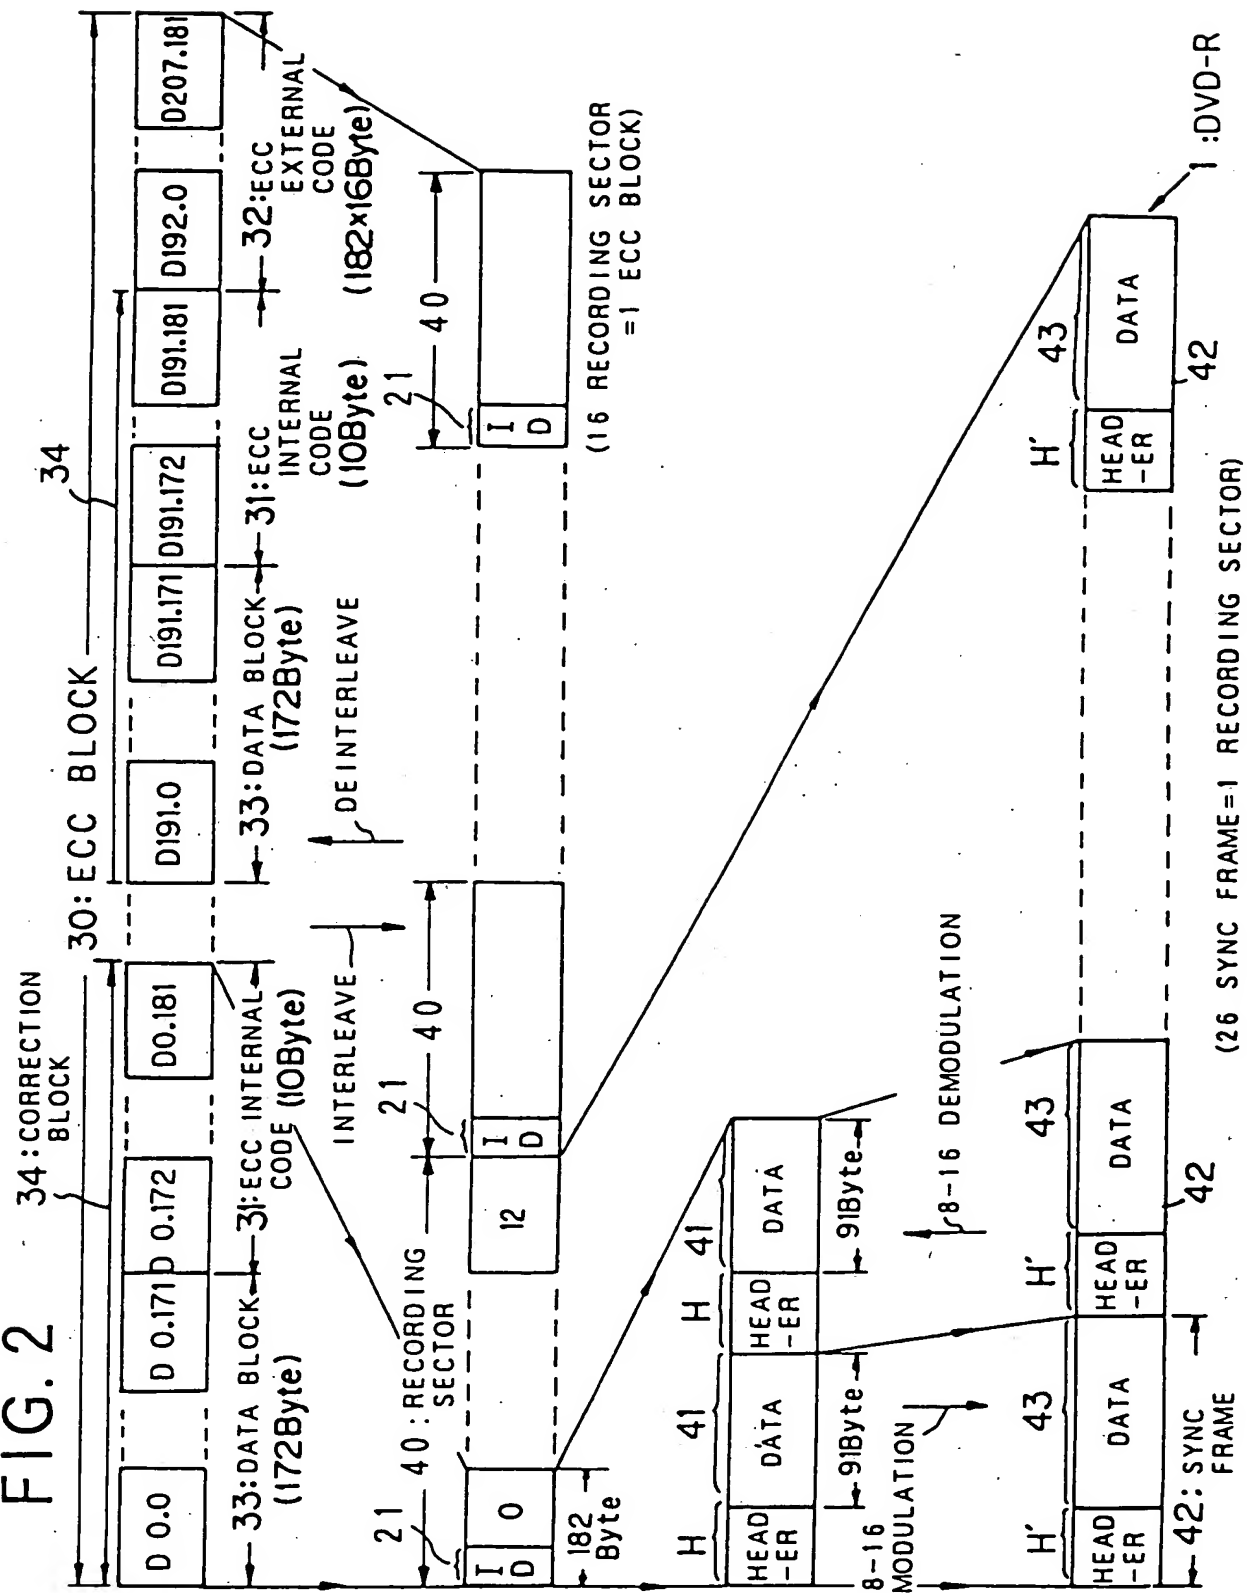 FIG. 2
34:CORRECTION
BLOCK
30:ECC BLOCK
34
D 0.0
D 0.171
D 0.172
D0.181
D191.0
D191.171
D191.172
D191.181
D192.0
D207.181
33:DATA BLOCK
(172Byte)
31:ECC INTERNAL
CODE (10Byte)
33:DATA BLOCK
(172Byte)
31:ECC
INTERNAL
CODE
(10Byte)
32:ECC
EXTERNAL
CODE
(182×16Byte)
INTERLEAVE
DEINTERLEAVE
21
40:RECORDING
SECTOR
21
40
21
40
I
D
0
12
I
D
I
D
182
Byte
(16 RECORDING SECTOR
=1 ECC BLOCK)
H
41
H
41
HEAD
-ER
DATA
HEAD
-ER
DATA
91Byte
91Byte
8-16
MODULATION
8-16 DEMODULATION
H'
43
H'
43
H'
43
HEAD
-ER
DATA
HEAD
-ER
DATA
HEAD
-ER
DATA
42:SYNC
FRAME
42
42
1:DVD-R
(26 SYNC FRAME=1 RECORDING SECTOR)